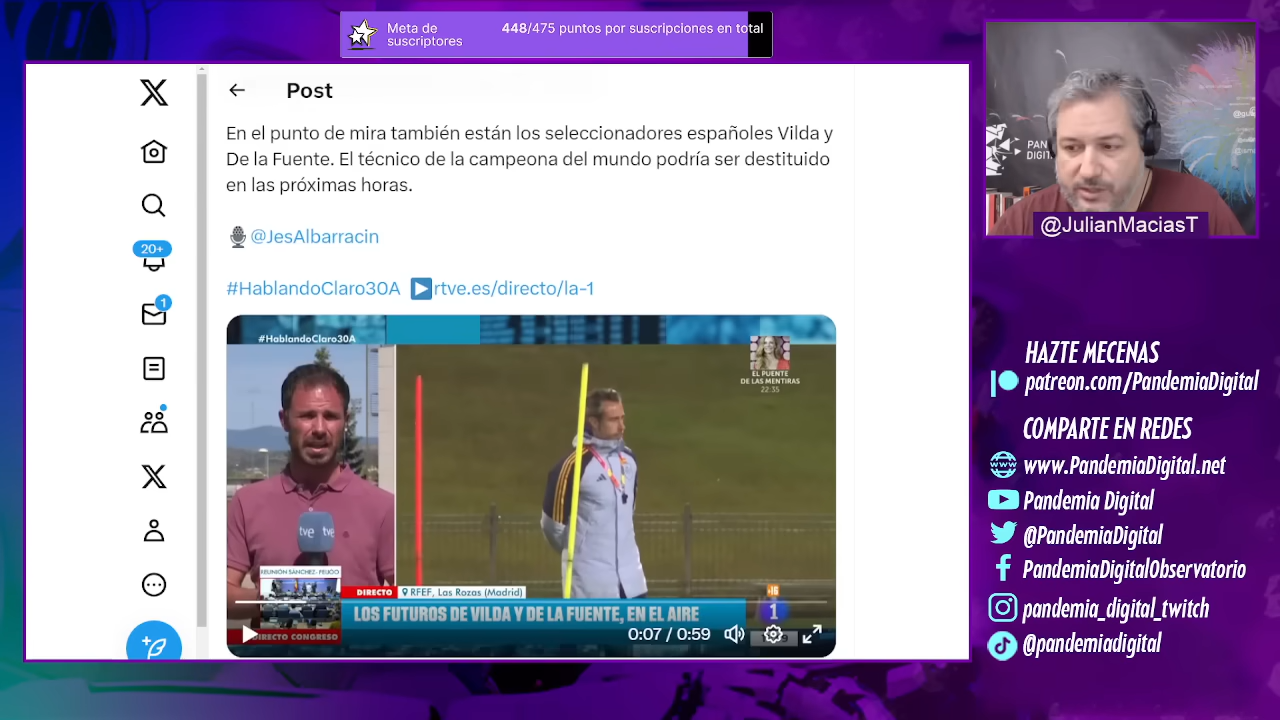 Meta de
suscriptores
448/475 puntos por suscripciones en total
Post
En el punto de mira también están los seleccionadores españoles Vilda y
De la Fuente. El técnico de la campeona del mundo podría ser destituido
en las próximas horas.
@JesAlbarracin
#HablandoClaro30A rtve.es/directo/la-1
20+
1
#HablandoClaro30A
EL PUENTE
DE LAS MENTIRAS
22:35
tve tve
REUNIÓN SÁNCHEZ-FEIJÓO
DIRECTO CONGRESO
DIRECTO RFEF, Las Rozas (Madrid)
LOS FUTUROS DE VILDA Y DE LA FUENTE, EN EL AIRE
1
0:07 / 0:59
@JulianMaciasT
HAZTE MECENAS
patreon.com/PandemiaDigital
COMPARTE EN REDES
www.PandemiaDigital.net
Pandemia Digital
@PandemiaDigital
PandemiaDigitalObservatorio
pandemia_digital_twitch
@pandemiadigital